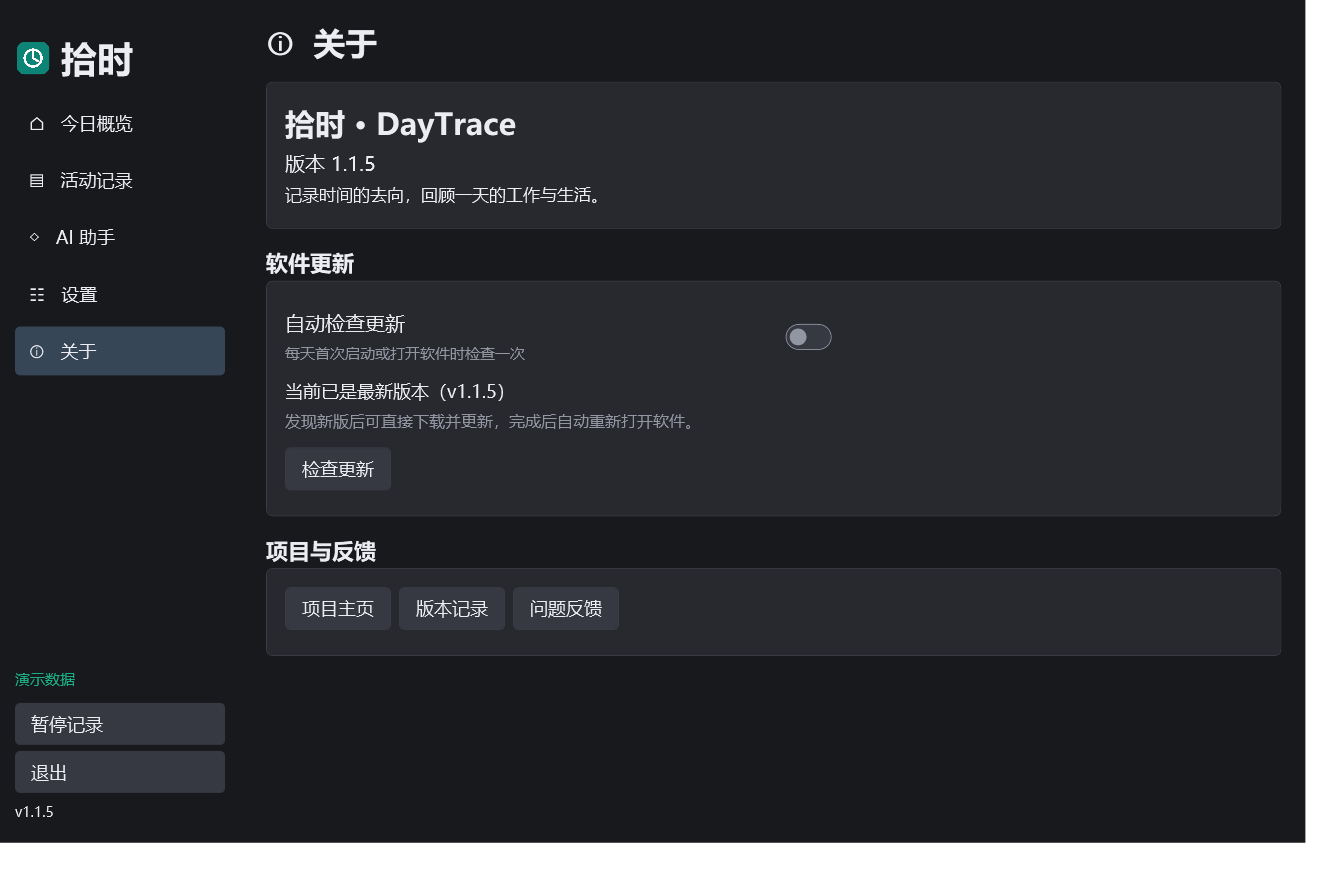 拾时
今日概览
活动记录
AI 助手
设置
关于
演示数据
暂停记录
退出
v1.1.5
关于
拾时 · DayTrace
版本 1.1.5
记录时间的去向，回顾一天的工作与生活。
软件更新
自动检查更新
每天首次启动或打开软件时检查一次
当前已是最新版本（v1.1.5）
发现新版后可直接下载并更新，完成后自动重新打开软件。
检查更新
项目与反馈
项目主页 版本记录 问题反馈